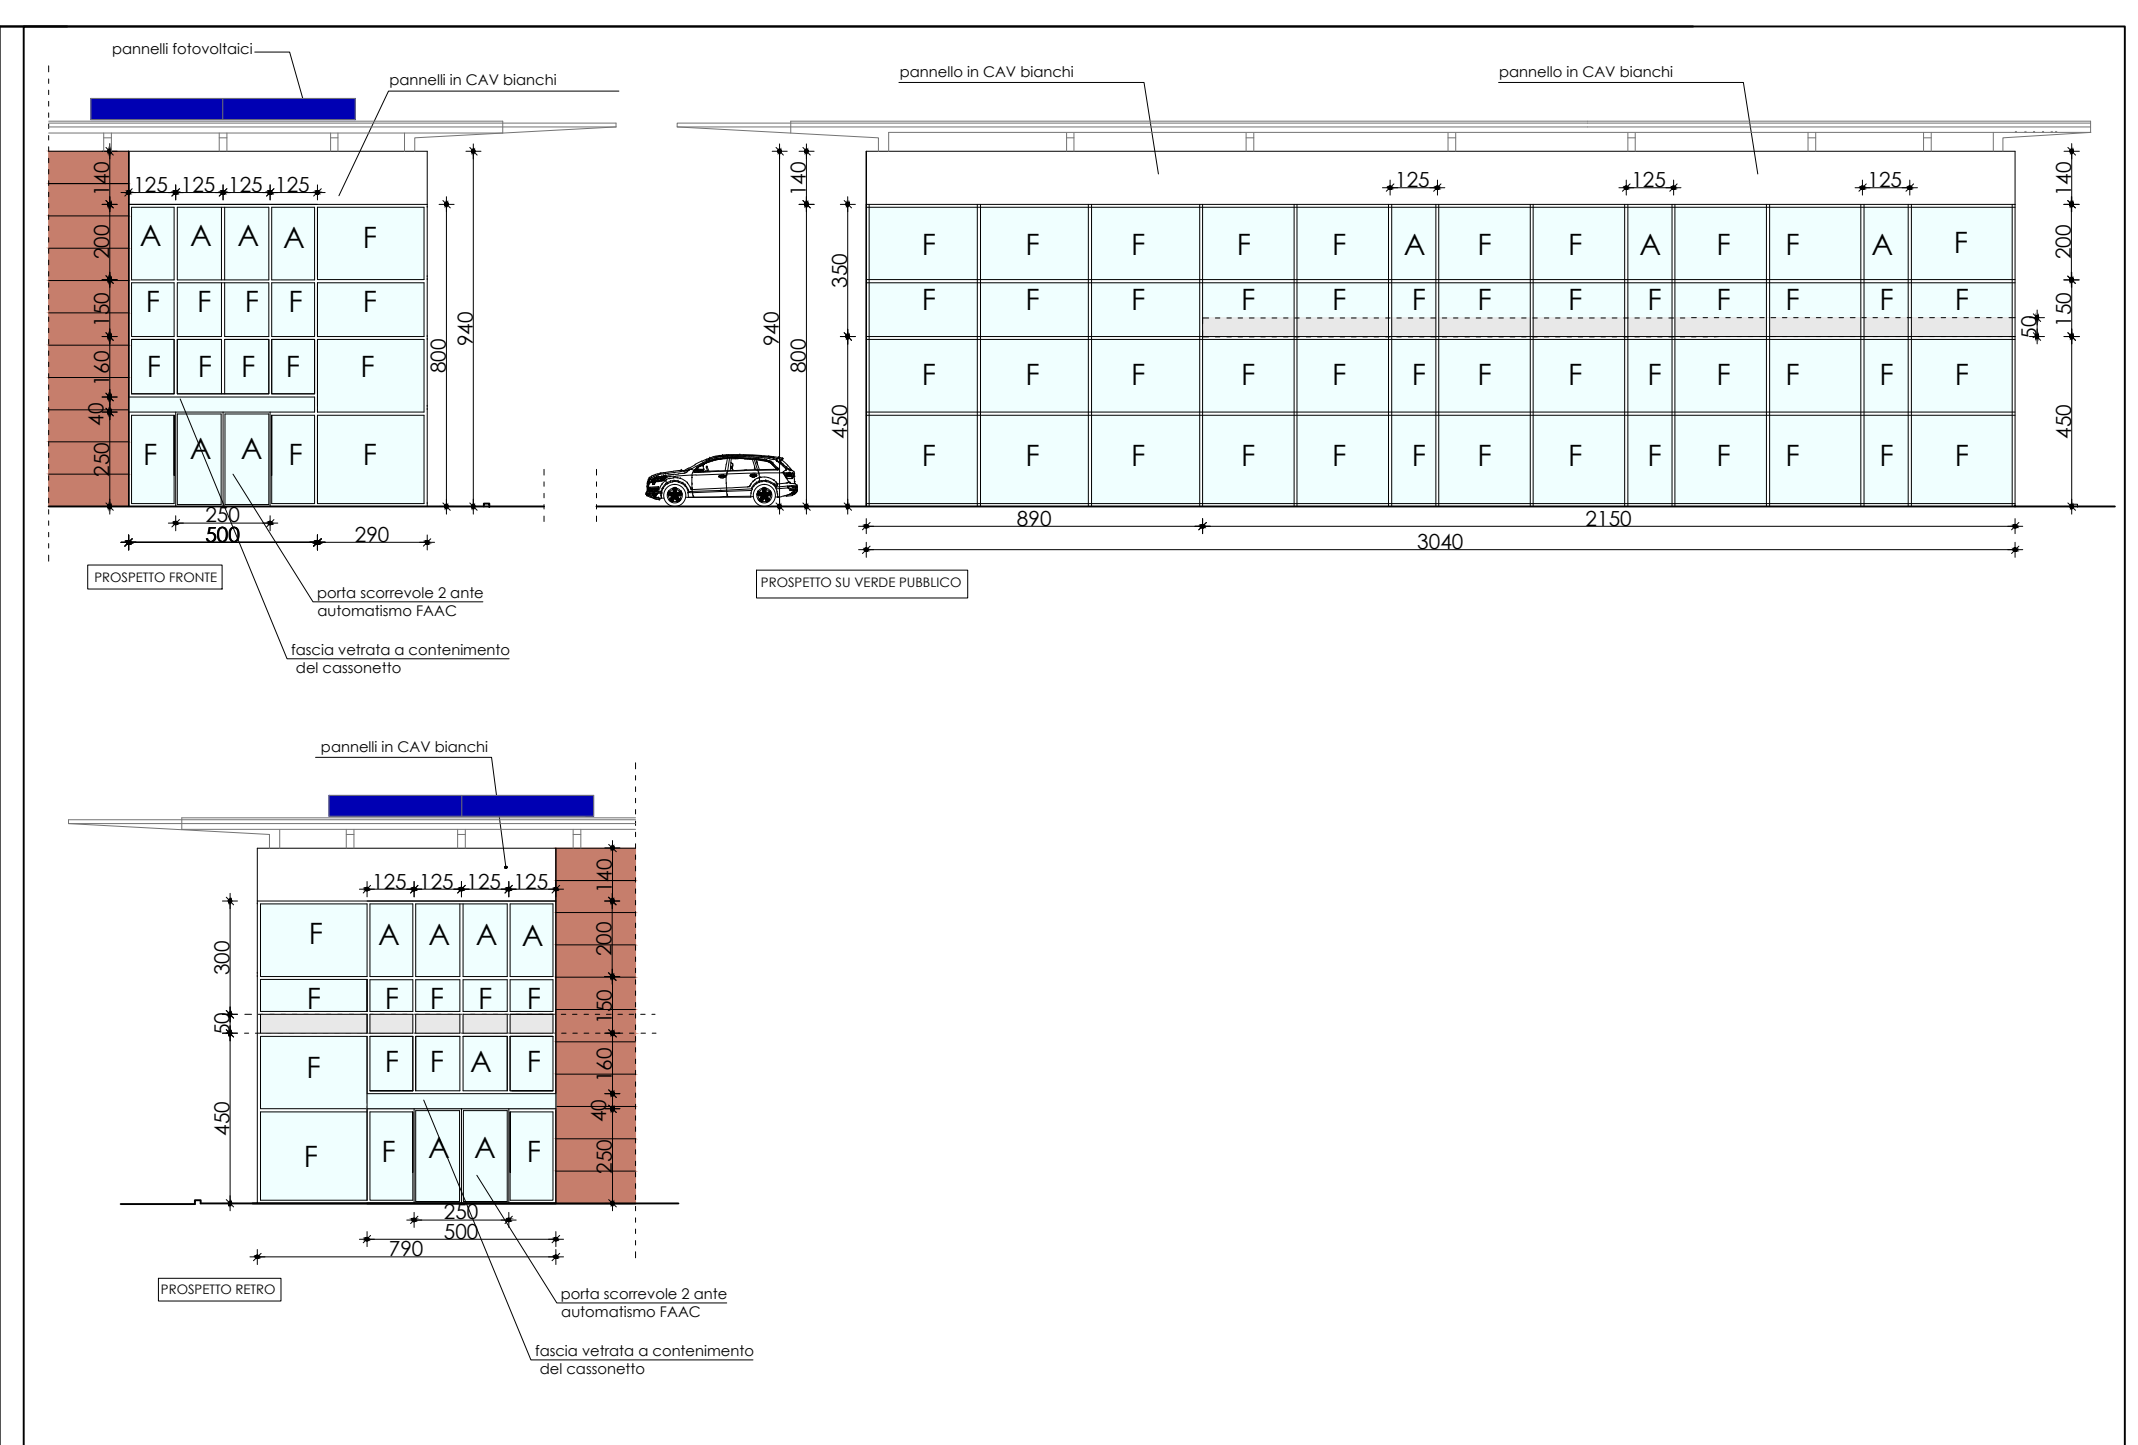 pannelli fotovoltaici
pannelli in CAV bianchi
140
125 125 125 125
200
150
160
40
250
A A A A F
F F F F F
F F F F F
F A A F F
800
940
250
500
290
PROSPETTO FRONTE
porta scorrevole 2 ante
automatismo FAAC
fascia vetrata a contenimento
del cassonetto
pannello in CAV bianchi
pannello in CAV bianchi
940
140
800
350
450
125 125 125
F F F F F A F F A F F A F
F F F F F F F F F F F F F
F F F F F F F F F F F F F
F F F F F F F F F F F F F
140
200
150
50
450
890
2150
3040
PROSPETTO SU VERDE PUBBLICO
pannelli in CAV bianchi
125 125 125 125
300
50
450
F A A A A
F F F F F
F F F A F
F F A A F
140
200
150
160
40
250
250
500
790
PROSPETTO RETRO
porta scorrevole 2 ante
automatismo FAAC
fascia vetrata a contenimento
del cassonetto